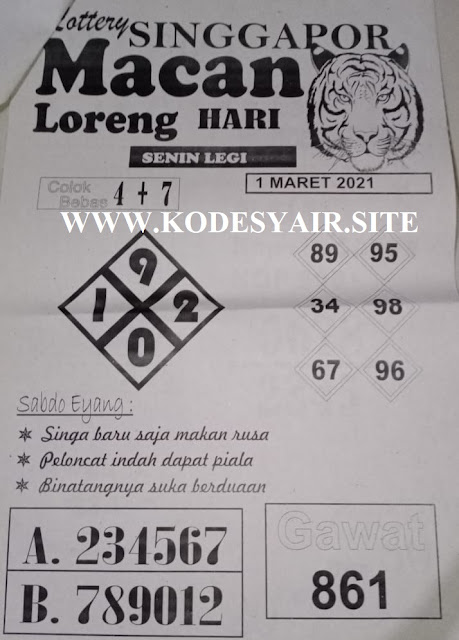 Lottery SINGGAPOR
Macan
Loreng HARI
SENIN LEGI
Colok Bebas 4 + 7
1 MARET 2021
WWW.KODESYAIR.SITE
9
1 2
0
89 95
34 98
67 96
Sabdo Eyang :
Singa baru saja makan rusa
Peloncat indah dapat piala
Binatangnya suka berduaan
A. 234567
B. 789012
Gawat
861